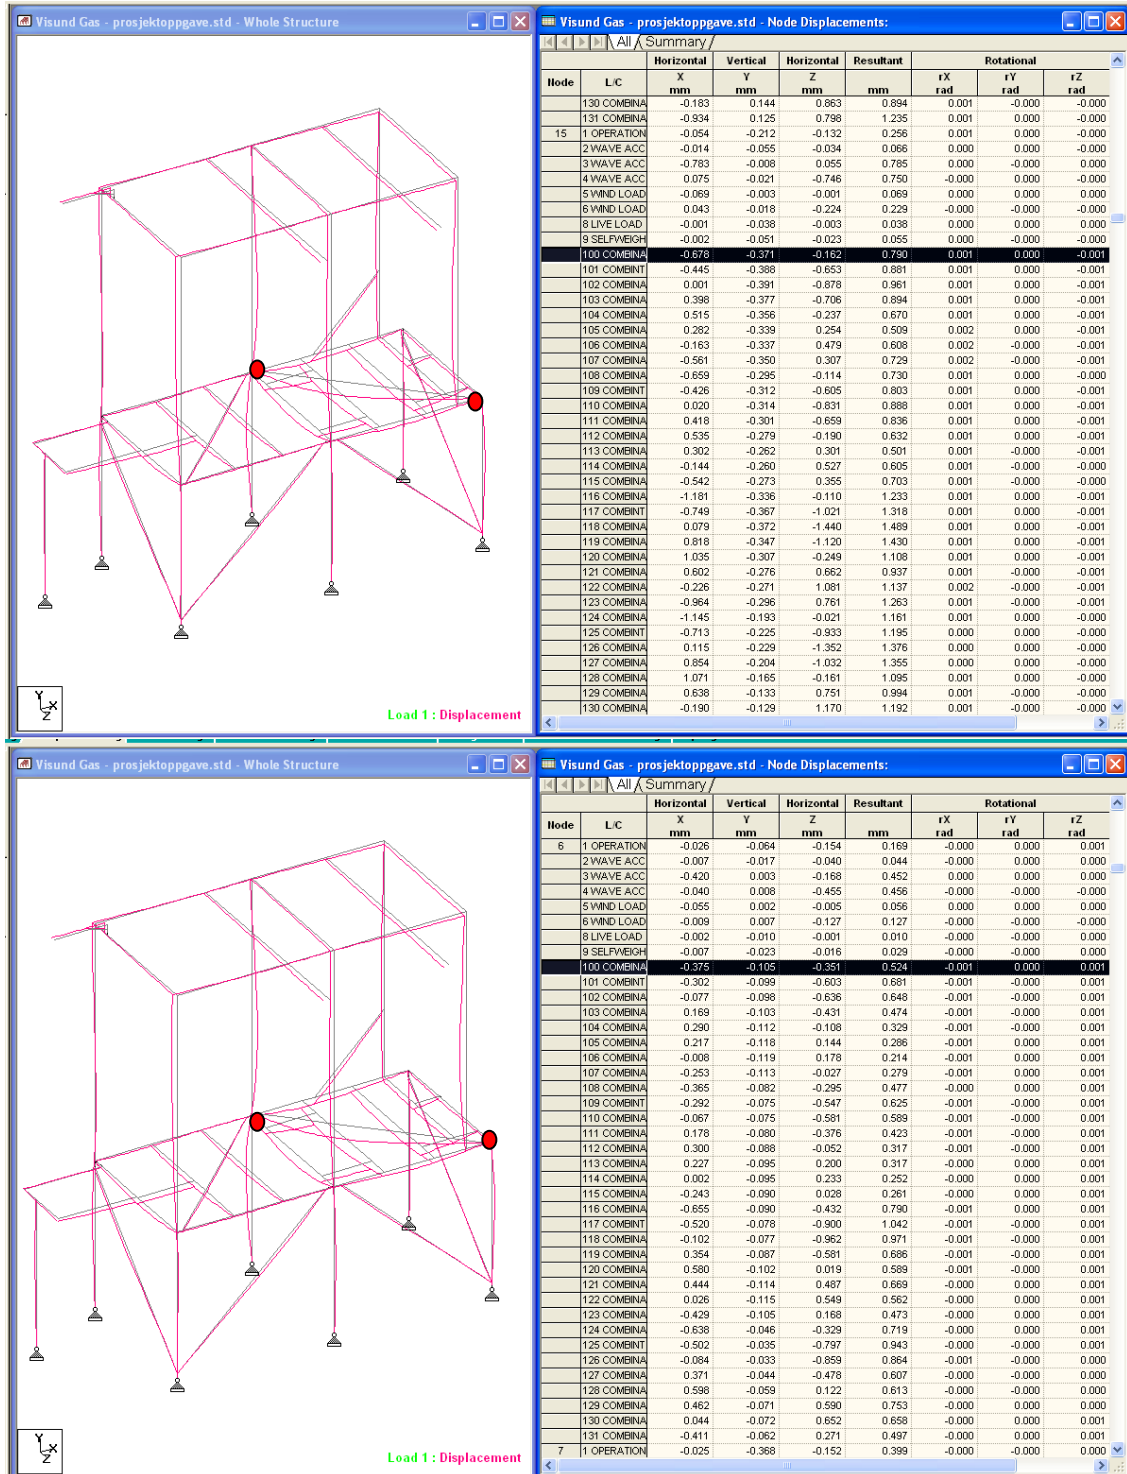 Visund Gas - prosjektoppgave.std - Whole Structure
Y
X
Z
Load 1 : Displacement
Visund Gas - prosjektoppgave.std - Node Displacements:
All Summary
Horizontal Vertical Horizontal Resultant Rotational
Node L/C X mm Y mm Z mm mm rX rad rY rad rZ rad
130 COMBINA -0.183 0.144 0.863 0.894 0.001 -0.000 -0.000
131 COMBINA -0.934 0.125 0.798 1.235 0.001 -0.000 -0.000
15 1 OPERATION -0.054 -0.212 -0.132 0.256 0.001 0.000 -0.000
2 WAVE ACC -0.014 -0.055 -0.034 0.066 0.000 0.000 -0.000
3 WAVE ACC -0.783 -0.008 0.055 0.785 0.000 0.000 -0.000
4 WAVE ACC 0.075 -0.021 -0.746 0.750 -0.000 0.000 -0.000
5 WIND LOAD -0.069 -0.003 -0.001 0.069 0.000 0.000 0.000
6 WIND LOAD 0.043 -0.018 -0.224 0.229 -0.000 0.000 -0.000
8 LIVE LOAD -0.001 -0.038 -0.003 0.038 0.000 0.000 -0.000
9 SELFWEIGH -0.002 -0.051 -0.023 0.055 0.000 -0.000 -0.000
100 COMBINA -0.678 -0.371 -0.162 0.790 0.001 0.000 -0.001
101 COMBINT -0.445 -0.388 -0.653 0.881 0.001 0.000 -0.001
102 COMBINA 0.001 -0.391 -0.878 0.961 0.001 0.000 -0.001
103 COMBINA 0.398 -0.377 -0.706 0.894 0.001 0.000 -0.001
104 COMBINA 0.515 -0.356 -0.237 0.670 0.001 0.000 -0.001
105 COMBINA 0.282 -0.339 0.254 0.509 0.002 -0.000 -0.001
106 COMBINA -0.163 -0.337 0.479 0.608 0.002 -0.000 -0.001
107 COMBINA -0.561 -0.350 0.307 0.729 0.002 -0.000 -0.001
108 COMBINA -0.659 -0.295 -0.114 0.730 0.001 0.000 -0.001
109 COMBINT -0.426 -0.312 -0.605 0.803 0.001 0.000 -0.001
110 COMBINA 0.020 -0.314 -0.831 0.888 0.001 0.000 -0.001
111 COMBINA 0.418 -0.301 -0.659 0.836 0.001 0.000 -0.001
112 COMBINA 0.535 -0.279 -0.190 0.632 0.001 0.000 -0.001
113 COMBINA 0.302 -0.262 0.301 0.501 0.001 -0.000 -0.001
114 COMBINA -0.144 -0.260 0.527 0.605 0.001 -0.000 -0.001
115 COMBINA -0.542 -0.273 0.355 0.703 0.001 -0.000 -0.001
116 COMBINA -1.181 -0.336 -0.110 1.233 0.001 0.000 -0.001
117 COMBINT -0.749 -0.367 -1.021 1.318 0.001 0.000 -0.001
118 COMBINA 0.079 -0.372 -1.440 1.489 0.001 0.000 -0.001
119 COMBINA 0.818 -0.347 -1.120 1.430 0.001 0.000 -0.001
120 COMBINA 1.035 -0.307 -0.249 1.108 0.001 0.000 -0.001
121 COMBINA 0.602 -0.276 0.662 0.937 0.001 -0.000 -0.001
122 COMBINA -0.226 -0.271 1.081 1.137 0.002 -0.000 -0.001
123 COMBINA -0.964 -0.296 0.761 1.263 0.001 -0.000 -0.001
124 COMBINA -1.145 -0.193 -0.021 1.161 0.001 0.000 -0.001
125 COMBINT -0.713 -0.225 -0.933 1.195 0.000 0.000 -0.001
126 COMBINA 0.115 -0.229 -1.352 1.376 0.000 0.000 -0.000
127 COMBINA 0.854 -0.204 -1.032 1.355 0.000 0.000 -0.000
128 COMBINA 1.071 -0.165 -0.161 1.095 0.001 0.000 -0.000
129 COMBINA 0.638 -0.133 0.751 0.994 0.001 -0.000 -0.000
130 COMBINA -0.190 -0.129 1.170 1.192 0.001 -0.000 -0.000
Visund Gas - prosjektoppgave.std - Whole Structure
Y
X
Z
Load 1 : Displacement
Visund Gas - prosjektoppgave.std - Node Displacements:
All Summary
Horizontal Vertical Horizontal Resultant Rotational
Node L/C X mm Y mm Z mm mm rX rad rY rad rZ rad
6 1 OPERATION -0.026 -0.064 -0.154 0.169 -0.000 0.000 0.001
2 WAVE ACC -0.007 -0.017 -0.040 0.044 -0.000 0.000 0.000
3 WAVE ACC -0.420 0.003 -0.168 0.452 -0.000 0.000 0.000
4 WAVE ACC -0.040 0.008 -0.455 0.456 -0.000 0.000 0.000
5 WIND LOAD -0.055 0.002 -0.005 0.056 -0.000 0.000 0.000
6 WIND LOAD -0.009 0.007 -0.127 0.127 -0.000 0.000 -0.000
8 LIVE LOAD -0.002 -0.010 -0.001 0.010 -0.000 0.000 0.000
9 SELFWEIGH -0.007 -0.023 -0.016 0.029 -0.000 0.000 0.000
100 COMBINA -0.375 -0.105 -0.351 0.524 -0.001 0.000 0.001
101 COMBINT -0.302 -0.099 -0.603 0.681 -0.001 0.000 0.001
102 COMBINA -0.077 -0.098 -0.636 0.648 -0.001 0.000 0.001
103 COMBINA 0.169 -0.103 -0.431 0.474 -0.001 0.000 0.001
104 COMBINA 0.290 -0.112 -0.108 0.329 -0.000 0.000 0.001
105 COMBINA 0.217 -0.118 0.144 0.286 -0.000 0.000 0.001
106 COMBINA -0.008 -0.119 0.178 0.214 -0.000 0.000 0.001
107 COMBINA -0.253 -0.113 -0.027 0.279 -0.000 0.000 0.001
108 COMBINA -0.365 -0.082 -0.295 0.477 -0.000 0.000 0.001
109 COMBINT -0.292 -0.075 -0.547 0.625 -0.001 0.000 0.001
110 COMBINA -0.067 -0.075 -0.581 0.589 -0.001 0.000 0.001
111 COMBINA 0.178 -0.080 -0.376 0.423 -0.001 0.000 0.001
112 COMBINA 0.300 -0.088 -0.052 0.317 -0.000 0.000 0.001
113 COMBINA 0.227 -0.095 0.200 0.317 -0.000 0.000 0.001
114 COMBINA 0.002 -0.095 0.233 0.252 -0.000 0.000 0.001
115 COMBINA -0.243 -0.090 0.028 0.261 -0.000 0.000 0.001
116 COMBINA -0.655 -0.090 -0.432 0.790 -0.001 0.000 0.001
117 COMBINT -0.520 -0.078 -0.900 1.042 -0.001 0.000 0.001
118 COMBINA -0.102 -0.077 -0.962 0.971 -0.001 0.000 0.001
119 COMBINA 0.354 -0.087 -0.581 0.686 -0.001 0.000 0.001
120 COMBINA 0.580 -0.102 0.019 0.589 -0.001 0.000 0.001
121 COMBINA 0.444 -0.114 0.487 0.669 -0.000 0.000 0.001
122 COMBINA 0.026 -0.115 0.549 0.562 -0.000 0.000 0.001
123 COMBINA -0.429 -0.105 0.168 0.473 -0.000 0.000 0.001
124 COMBINA -0.638 -0.046 -0.329 0.719 -0.000 0.000 0.001
125 COMBINT -0.502 -0.035 -0.797 0.943 -0.000 0.000 0.001
126 COMBINA -0.084 -0.033 -0.859 0.864 -0.001 0.000 0.000
127 COMBINA 0.371 -0.044 -0.478 0.607 -0.000 0.000 0.000
128 COMBINA 0.598 -0.059 0.122 0.613 -0.000 0.000 0.000
129 COMBINA 0.462 -0.071 0.590 0.753 -0.000 0.000 0.000
130 COMBINA 0.044 -0.072 0.652 0.658 -0.000 0.000 0.001
131 COMBINA -0.411 -0.062 0.271 0.497 -0.000 0.000 0.001
7 1 OPERATION -0.025 -0.368 -0.152 0.399 -0.000 0.000 0.000